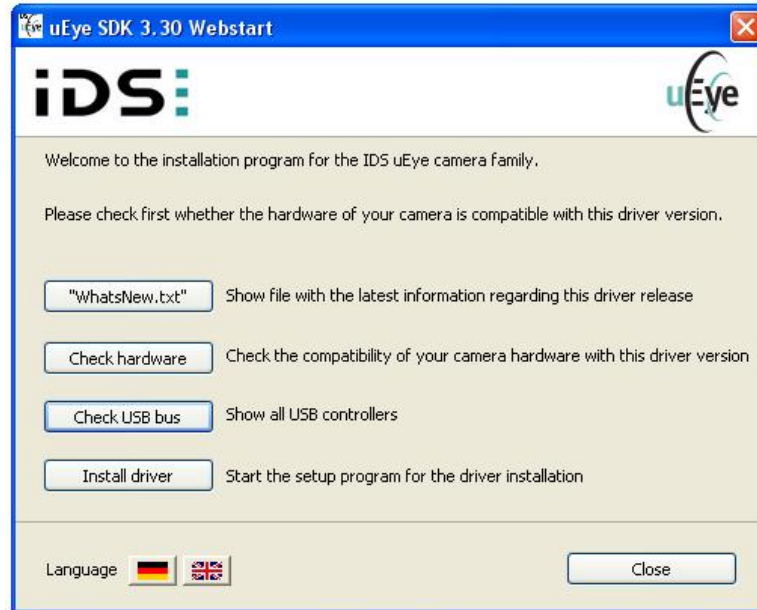 uEye SDK 3.30 Webstart
iDS
uEye
Welcome to the installation program for the IDS uEye camera family.
Please check first whether the hardware of your camera is compatible with this driver version.
"WhatsNew.txt" Show file with the latest information regarding this driver release
Check hardware Check the compatibility of your camera hardware with this driver version
Check USB bus Show all USB controllers
Install driver Start the setup program for the driver installation
Language Close